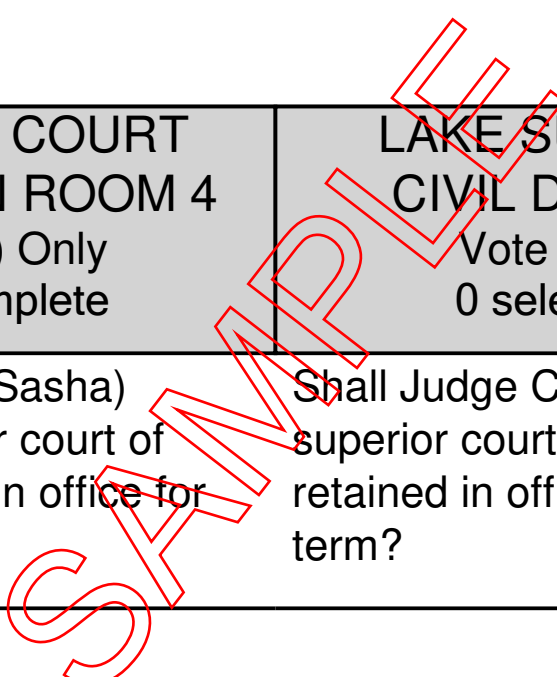 COURT
ROOM 4
) Only
mplete
Sasha)
r court of
n office for
LAKE S
CIVIL D
Vote
0 sele
Shall Judge C
superior court
retained in off
term?
SAMPLE